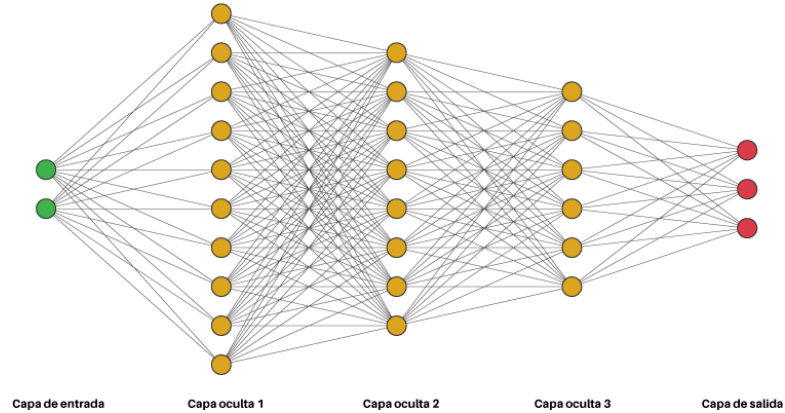 Capa de entrada
Capa oculta 1
Capa oculta 2
Capa oculta 3
Capa de salida